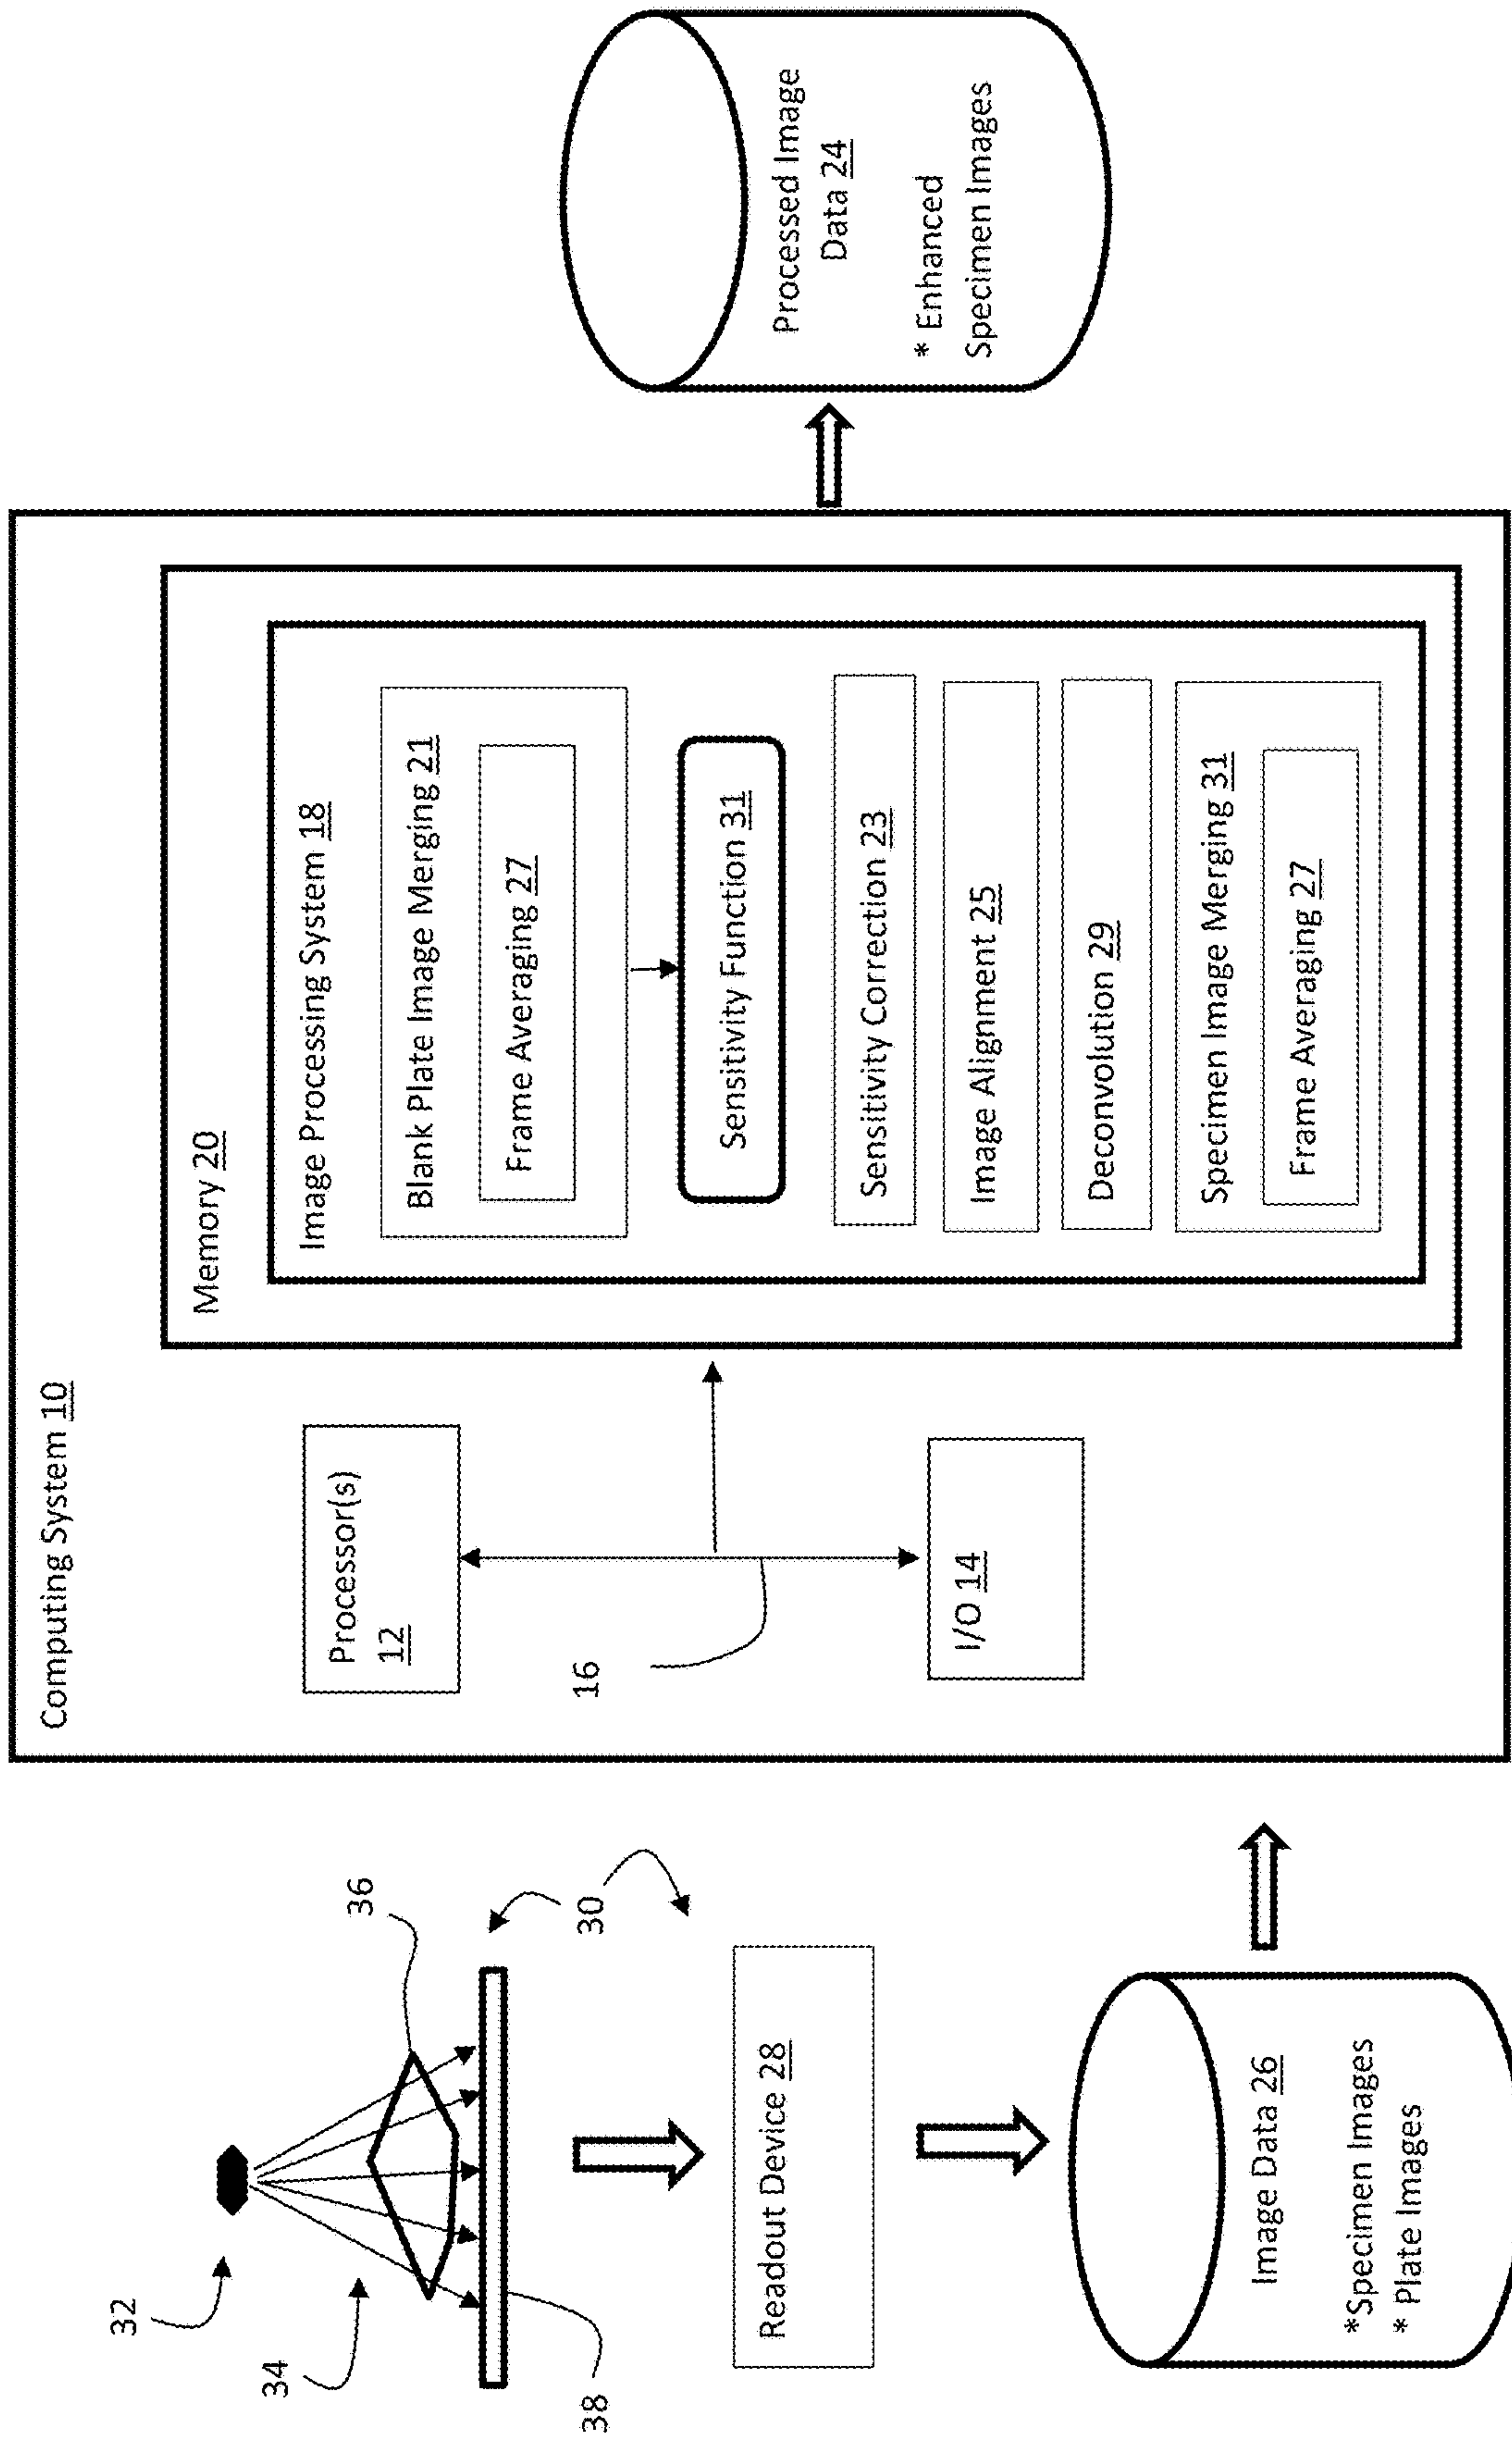 32
34
36
38
30
Readout Device 28
Image Data 26
*Specimen Images
* Plate Images
Computing System 10
Processor(s)
12
16
I/O 14
Memory 20
Image Processing System 18
Blank Plate Image Merging 21
Frame Averaging 27
Sensitivity Function 31
Sensitivity Correction 23
Image Alignment 25
Deconvolution 29
Specimen Image Merging 31
Frame Averaging 27
Processed Image
Data 24
* Enhanced
Specimen Images